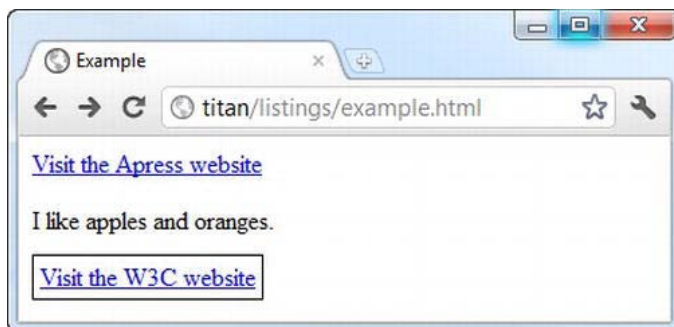 Example
titan/listings/example.html
Visit the Apress website
I like apples and oranges.
Visit the W3C website